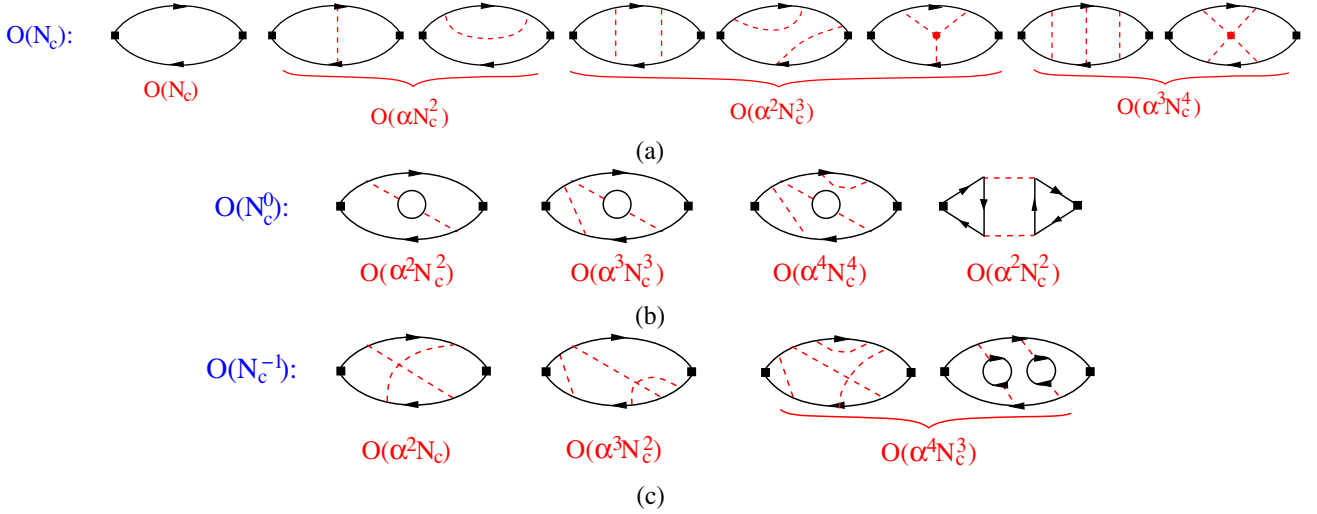 O(N_c):
O(N_c)
O(αN_c^2)
O(α^2N_c^3)
O(α^3N_c^4)
(a)
O(N_c^0):
O(α^2N_c^2)
O(α^3N_c^3)
O(α^4N_c^4)
O(α^2N_c^2)
(b)
O(N_c^{-1}):
O(α^2N_c)
O(α^3N_c^2)
O(α^4N_c^3)
(c)